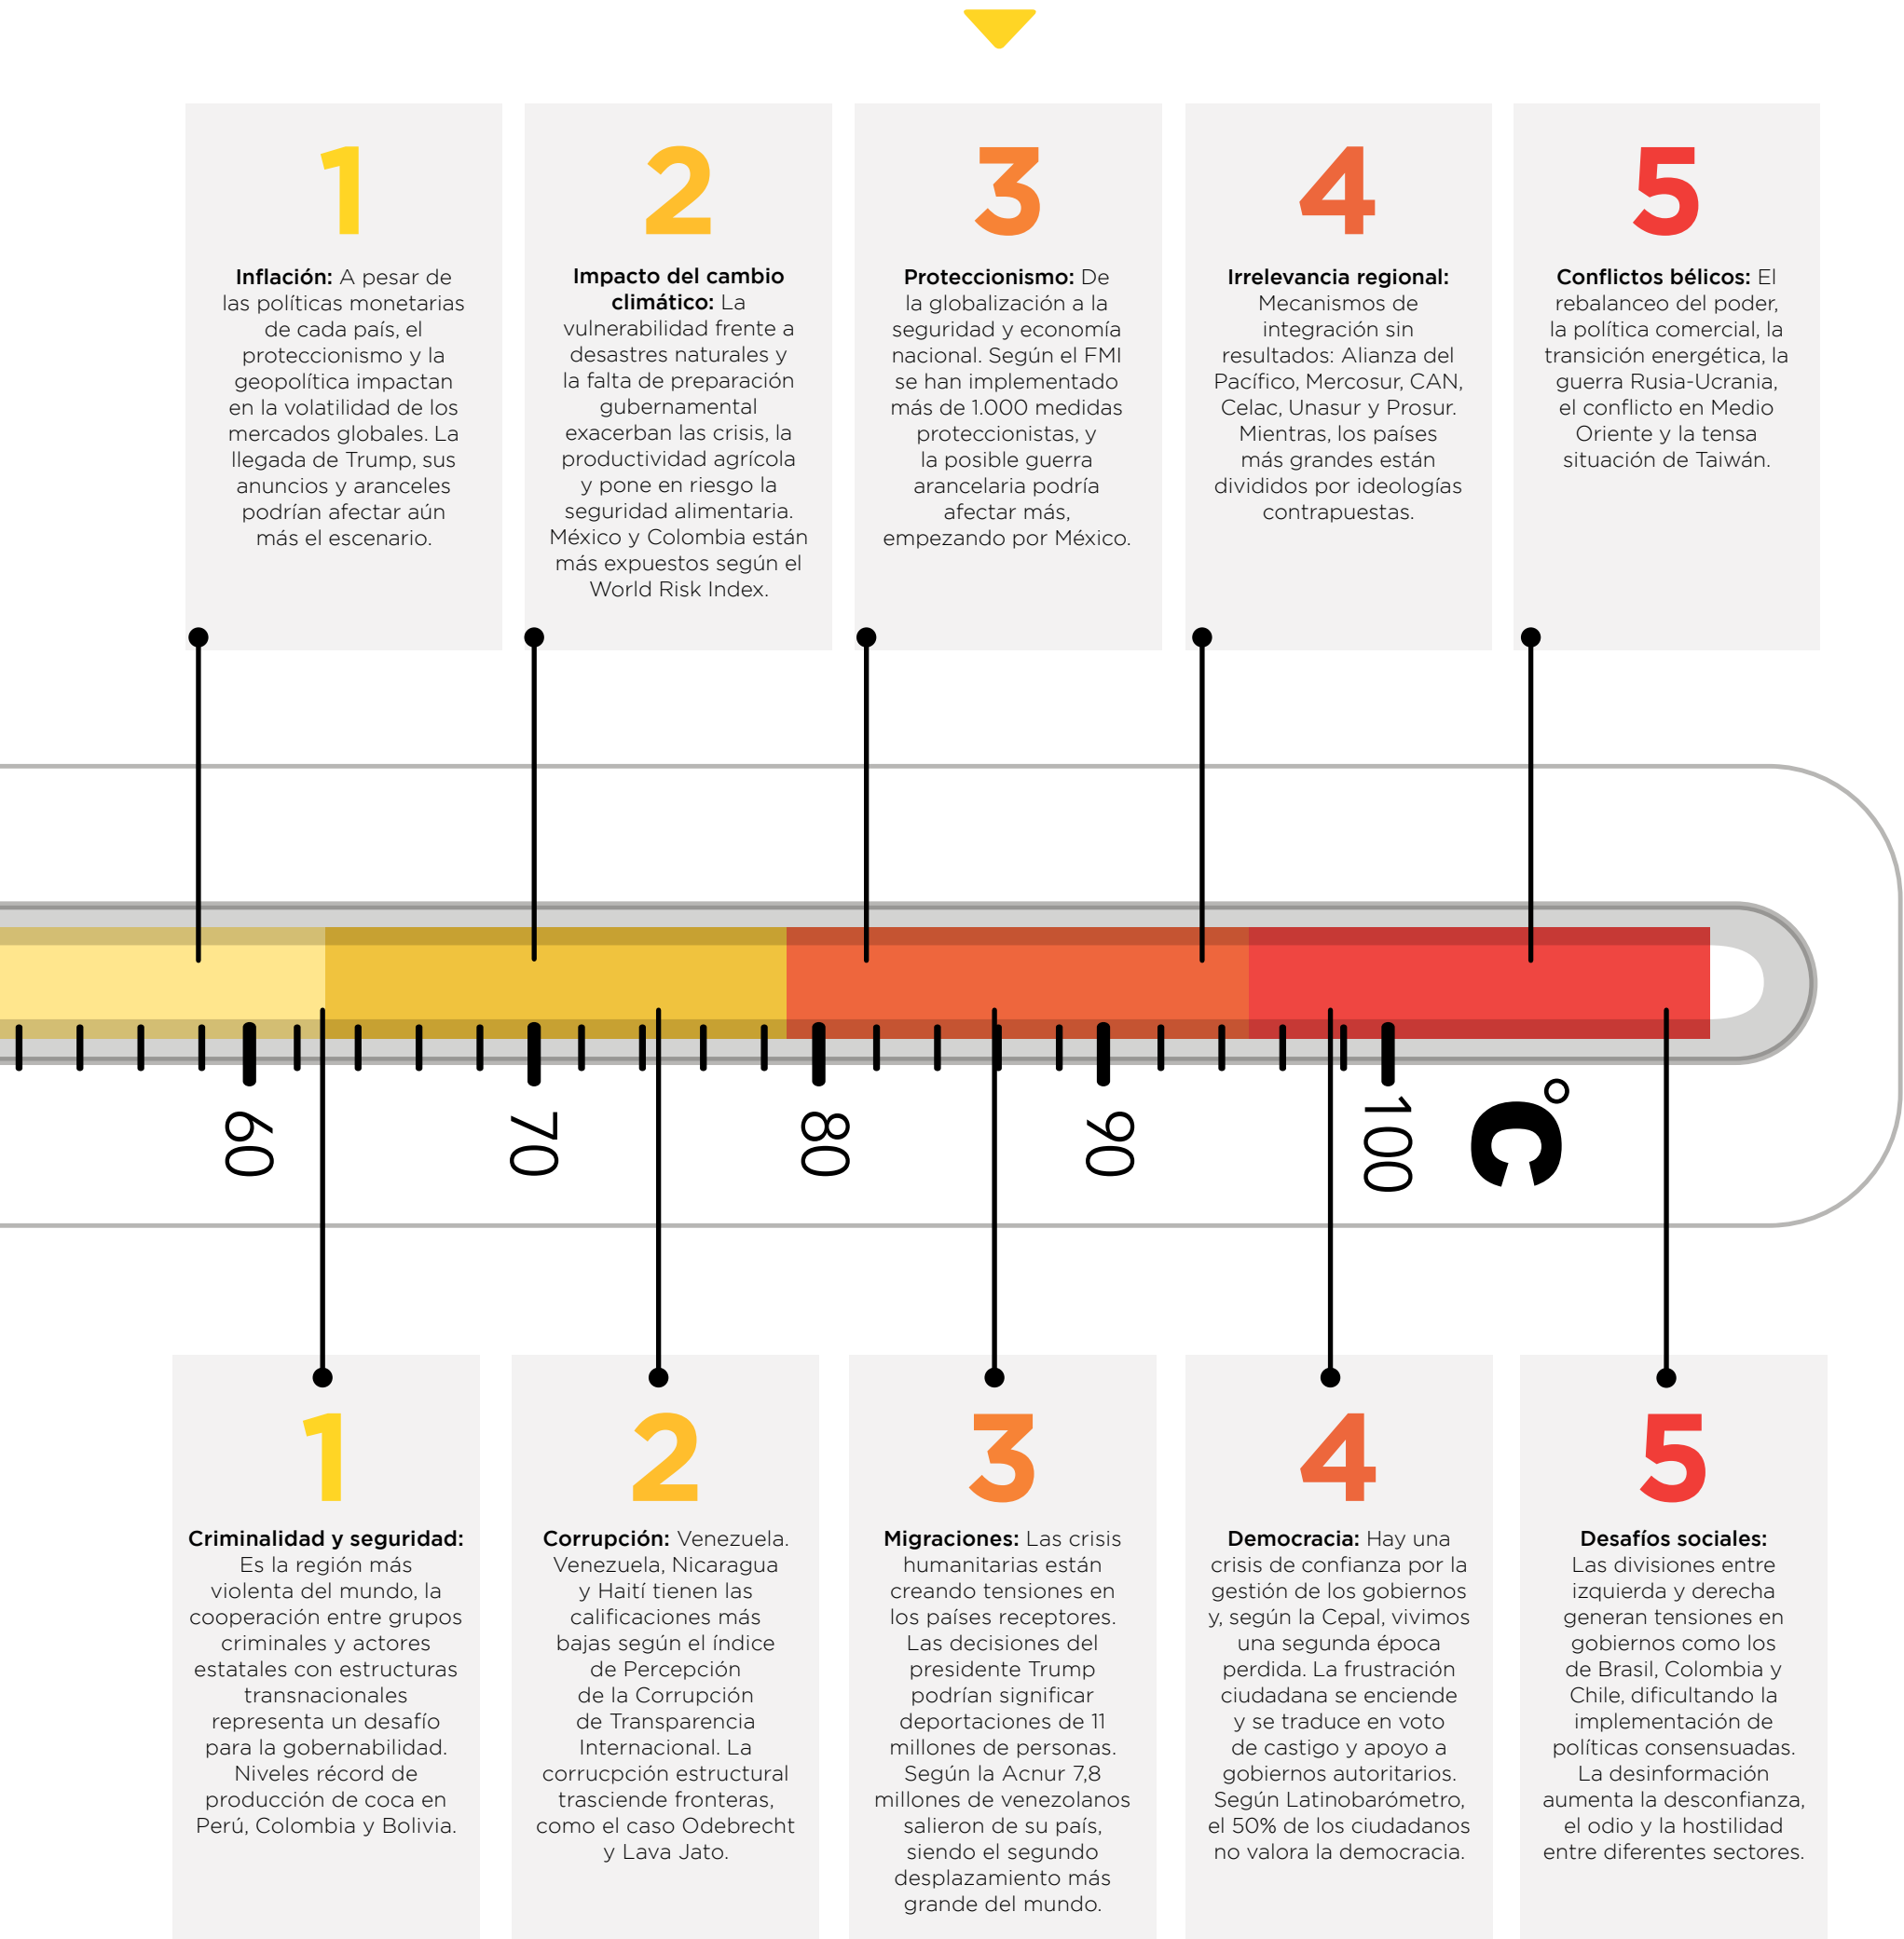 1
Inflación: A pesar de
las políticas monetarias
de cada país, el
proteccionismo y la
geopolítica impactan
en la volatilidad de los
mercados globales. La
llegada de Trump, sus
anuncios y aranceles
podrían afectar aún
más el escenario.
2
Impacto del cambio
climático: La
vulnerabilidad frente a
desastres naturales y
la falta de preparación
gubernamental
exacerban las crisis, la
productividad agrícola
y pone en riesgo la
seguridad alimentaria.
México y Colombia están
más expuestos según el
World Risk Index.
3
Proteccionismo: De
la globalización a la
seguridad y economía
nacional. Según el FMI
se han implementado
más de 1.000 medidas
proteccionistas, y
la posible guerra
arancelaria podría
afectar más,
empezando por México.
4
Irrelevancia regional:
Mecanismos de
integración sin
resultados: Alianza del
Pacífico, Mercosur, CAN,
Celac, Unasur y Prosur.
Mientras, los países
más grandes están
divididos por ideologías
contrapuestas.
5
Conflictos bélicos: El
rebalanceo del poder,
la política comercial, la
transición energética, la
guerra Rusia-Ucrania,
el conflicto en Medio
Oriente y la tensa
situación de Taiwán.
60
70
80
90
100
°C
1
Criminalidad y seguridad:
Es la región más
violenta del mundo, la
cooperación entre grupos
criminales y actores
estatales con estructuras
transnacionales
representa un desafío
para la gobernabilidad.
Niveles récord de
producción de coca en
Perú, Colombia y Bolivia.
2
Corrupción: Venezuela.
Venezuela, Nicaragua
y Haití tienen las
calificaciones más
bajas según el índice
de Percepción
de la Corrupción
de Transparencia
Internacional. La
corrucpción estructural
trasciende fronteras,
como el caso Odebrecht
y Lava Jato.
3
Migraciones: Las crisis
humanitarias están
creando tensiones en
los países receptores.
Las decisiones del
presidente Trump
podrían significar
deportaciones de 11
millones de personas.
Según la Acnur 7,8
millones de venezolanos
salieron de su país,
siendo el segundo
desplazamiento más
grande del mundo.
4
Democracia: Hay una
crisis de confianza por la
gestión de los gobiernos
y, según la Cepal, vivimos
una segunda época
perdida. La frustración
ciudadana se enciende
y se traduce en voto
de castigo y apoyo a
gobiernos autoritarios.
Según Latinobarómetro,
el 50% de los ciudadanos
no valora la democracia.
5
Desafíos sociales:
Las divisiones entre
izquierda y derecha
generan tensiones en
gobiernos como los
de Brasil, Colombia y
Chile, dificultando la
implementación de
políticas consensuadas.
La desinformación
aumenta la desconfianza,
el odio y la hostilidad
entre diferentes sectores.